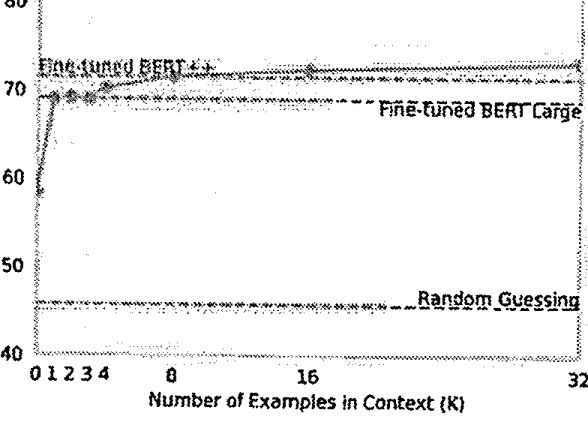 80
Fine-tuned BERT++
70
Fine-tuned BERT Large
60
50
Random Guessing
40
0 1 2 3 4 8 16 32
Number of Examples in Context (K)